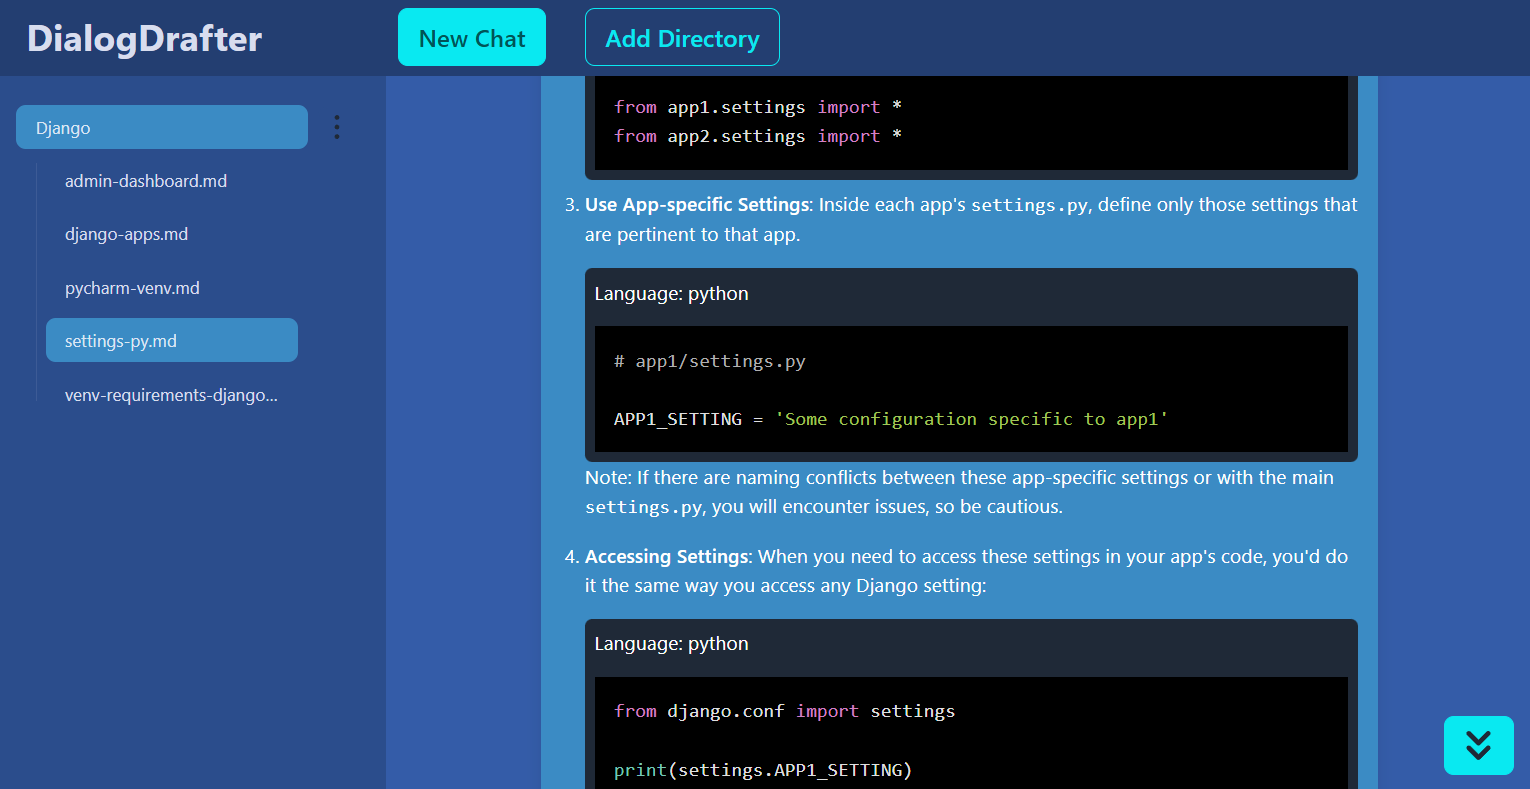 DialogDrafter
New Chat
Add Directory
Django
admin-dashboard.md
django-apps.md
pycharm-venv.md
settings-py.md
venv-requirements-django...
from app1.settings import *
from app2.settings import *
3. Use App-specific Settings: Inside each app's settings.py, define only those settings that
are pertinent to that app.
Language: python
# app1/settings.py
APP1_SETTING = 'Some configuration specific to app1'
Note: If there are naming conflicts between these app-specific settings or with the main
settings.py, you will encounter issues, so be cautious.
4. Accessing Settings: When you need to access these settings in your app's code, you'd do
it the same way you access any Django setting:
Language: python
from django.conf import settings
print(settings.APP1_SETTING)